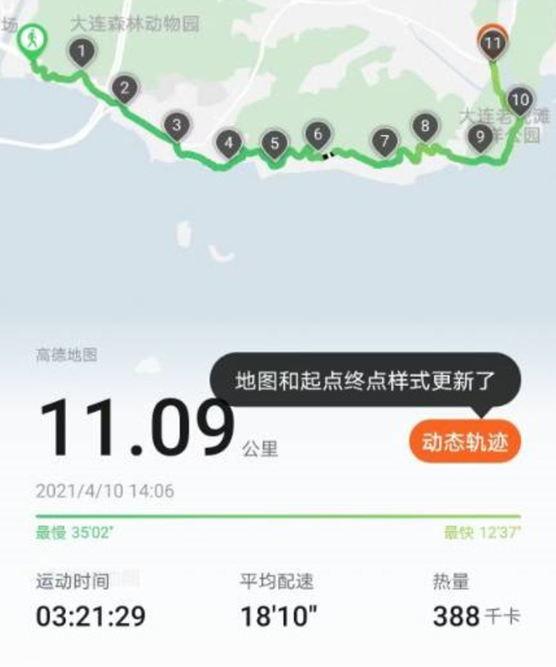 场
大连森林动物园
1
2
3
4
5
6
7
8
9
10
11
大连老虎滩
洋公园
高德地图
地图和起点终点样式更新了
11.09 公里
动态轨迹
2021/4/10 14:06
最慢 35'02" 最快 12'37"
运动时间 平均配速 热量
03:21:29 18'10" 388 千卡